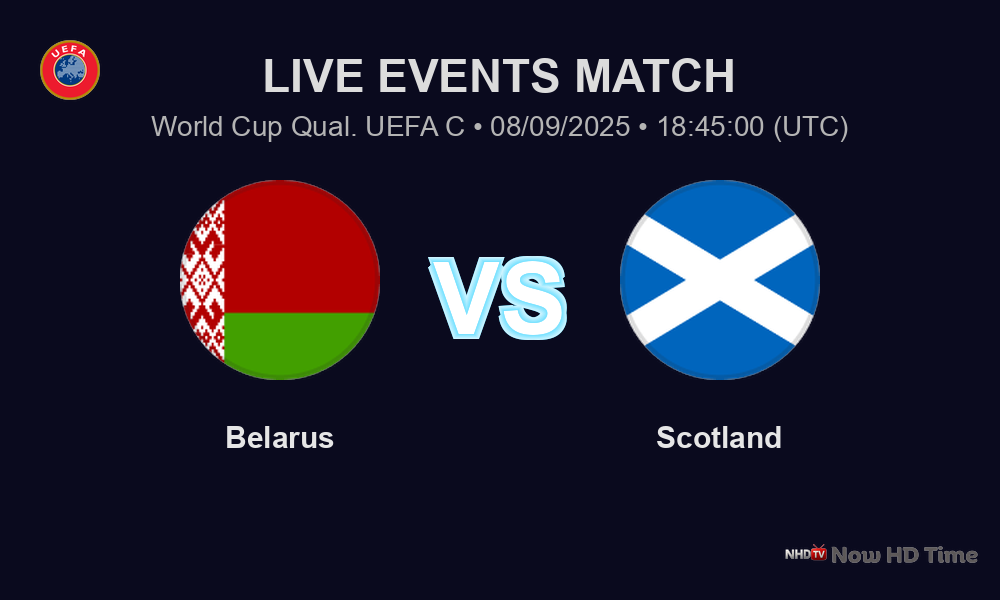 UEFA
LIVE EVENTS MATCH
World Cup Qual. UEFA C • 08/09/2025 • 18:45:00 (UTC)
VS
Belarus
Scotland
NHDTV Now HD Time